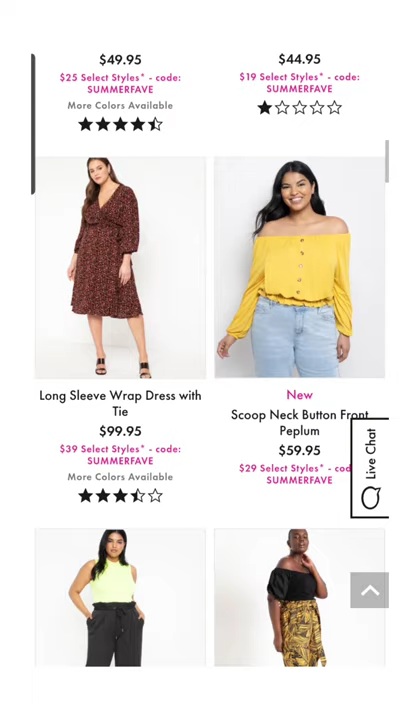 $49.95
$25 Select Styles* - code:
SUMMERFAVE
More Colors Available
$44.95
$19 Select Styles* - code:
SUMMERFAVE
Long Sleeve Wrap Dress with
Tie
$99.95
$39 Select Styles* - code:
SUMMERFAVE
More Colors Available
New
Scoop Neck Button Front
Peplum
$59.95
$29 Select Styles* - cod
SUMMERFAVE
Live Chat